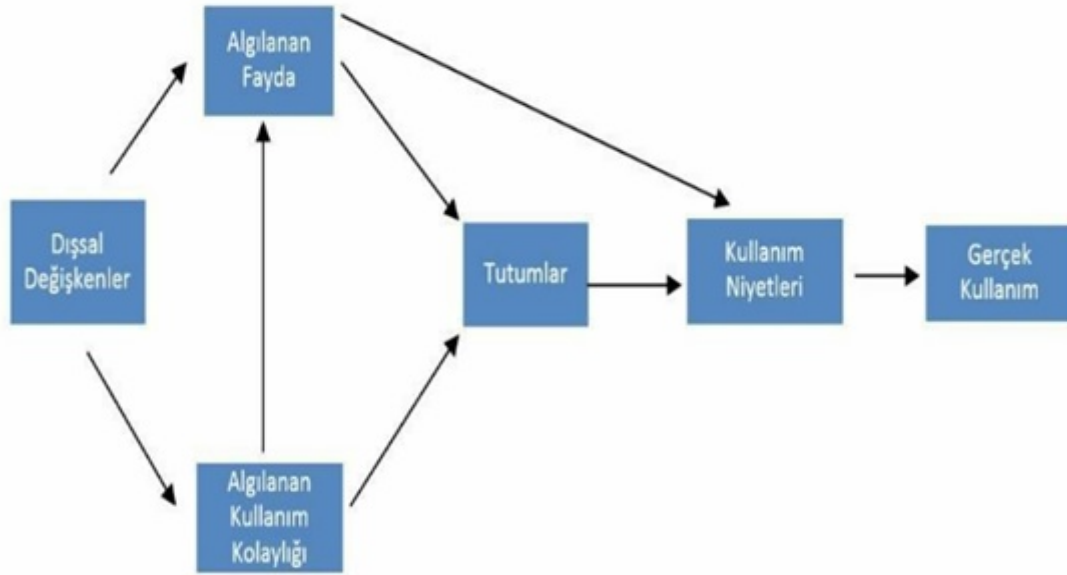 Algılanan
Fayda
Dışsal
Değişkenler
Tutumlar
Kullanım
Niyetleri
Gerçek
Kullanım
Algılanan
Kullanım
Kolaylığı